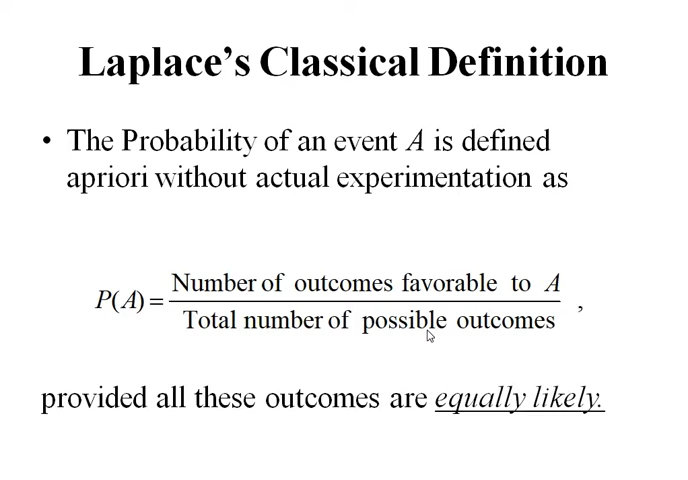 Laplace's Classical Definition
• The Probability of an event A is defined
apriori without actual experimentation as
P(A) = Number of outcomes favorable to A
Total number of possible outcomes ,
provided all these outcomes are equally likely.